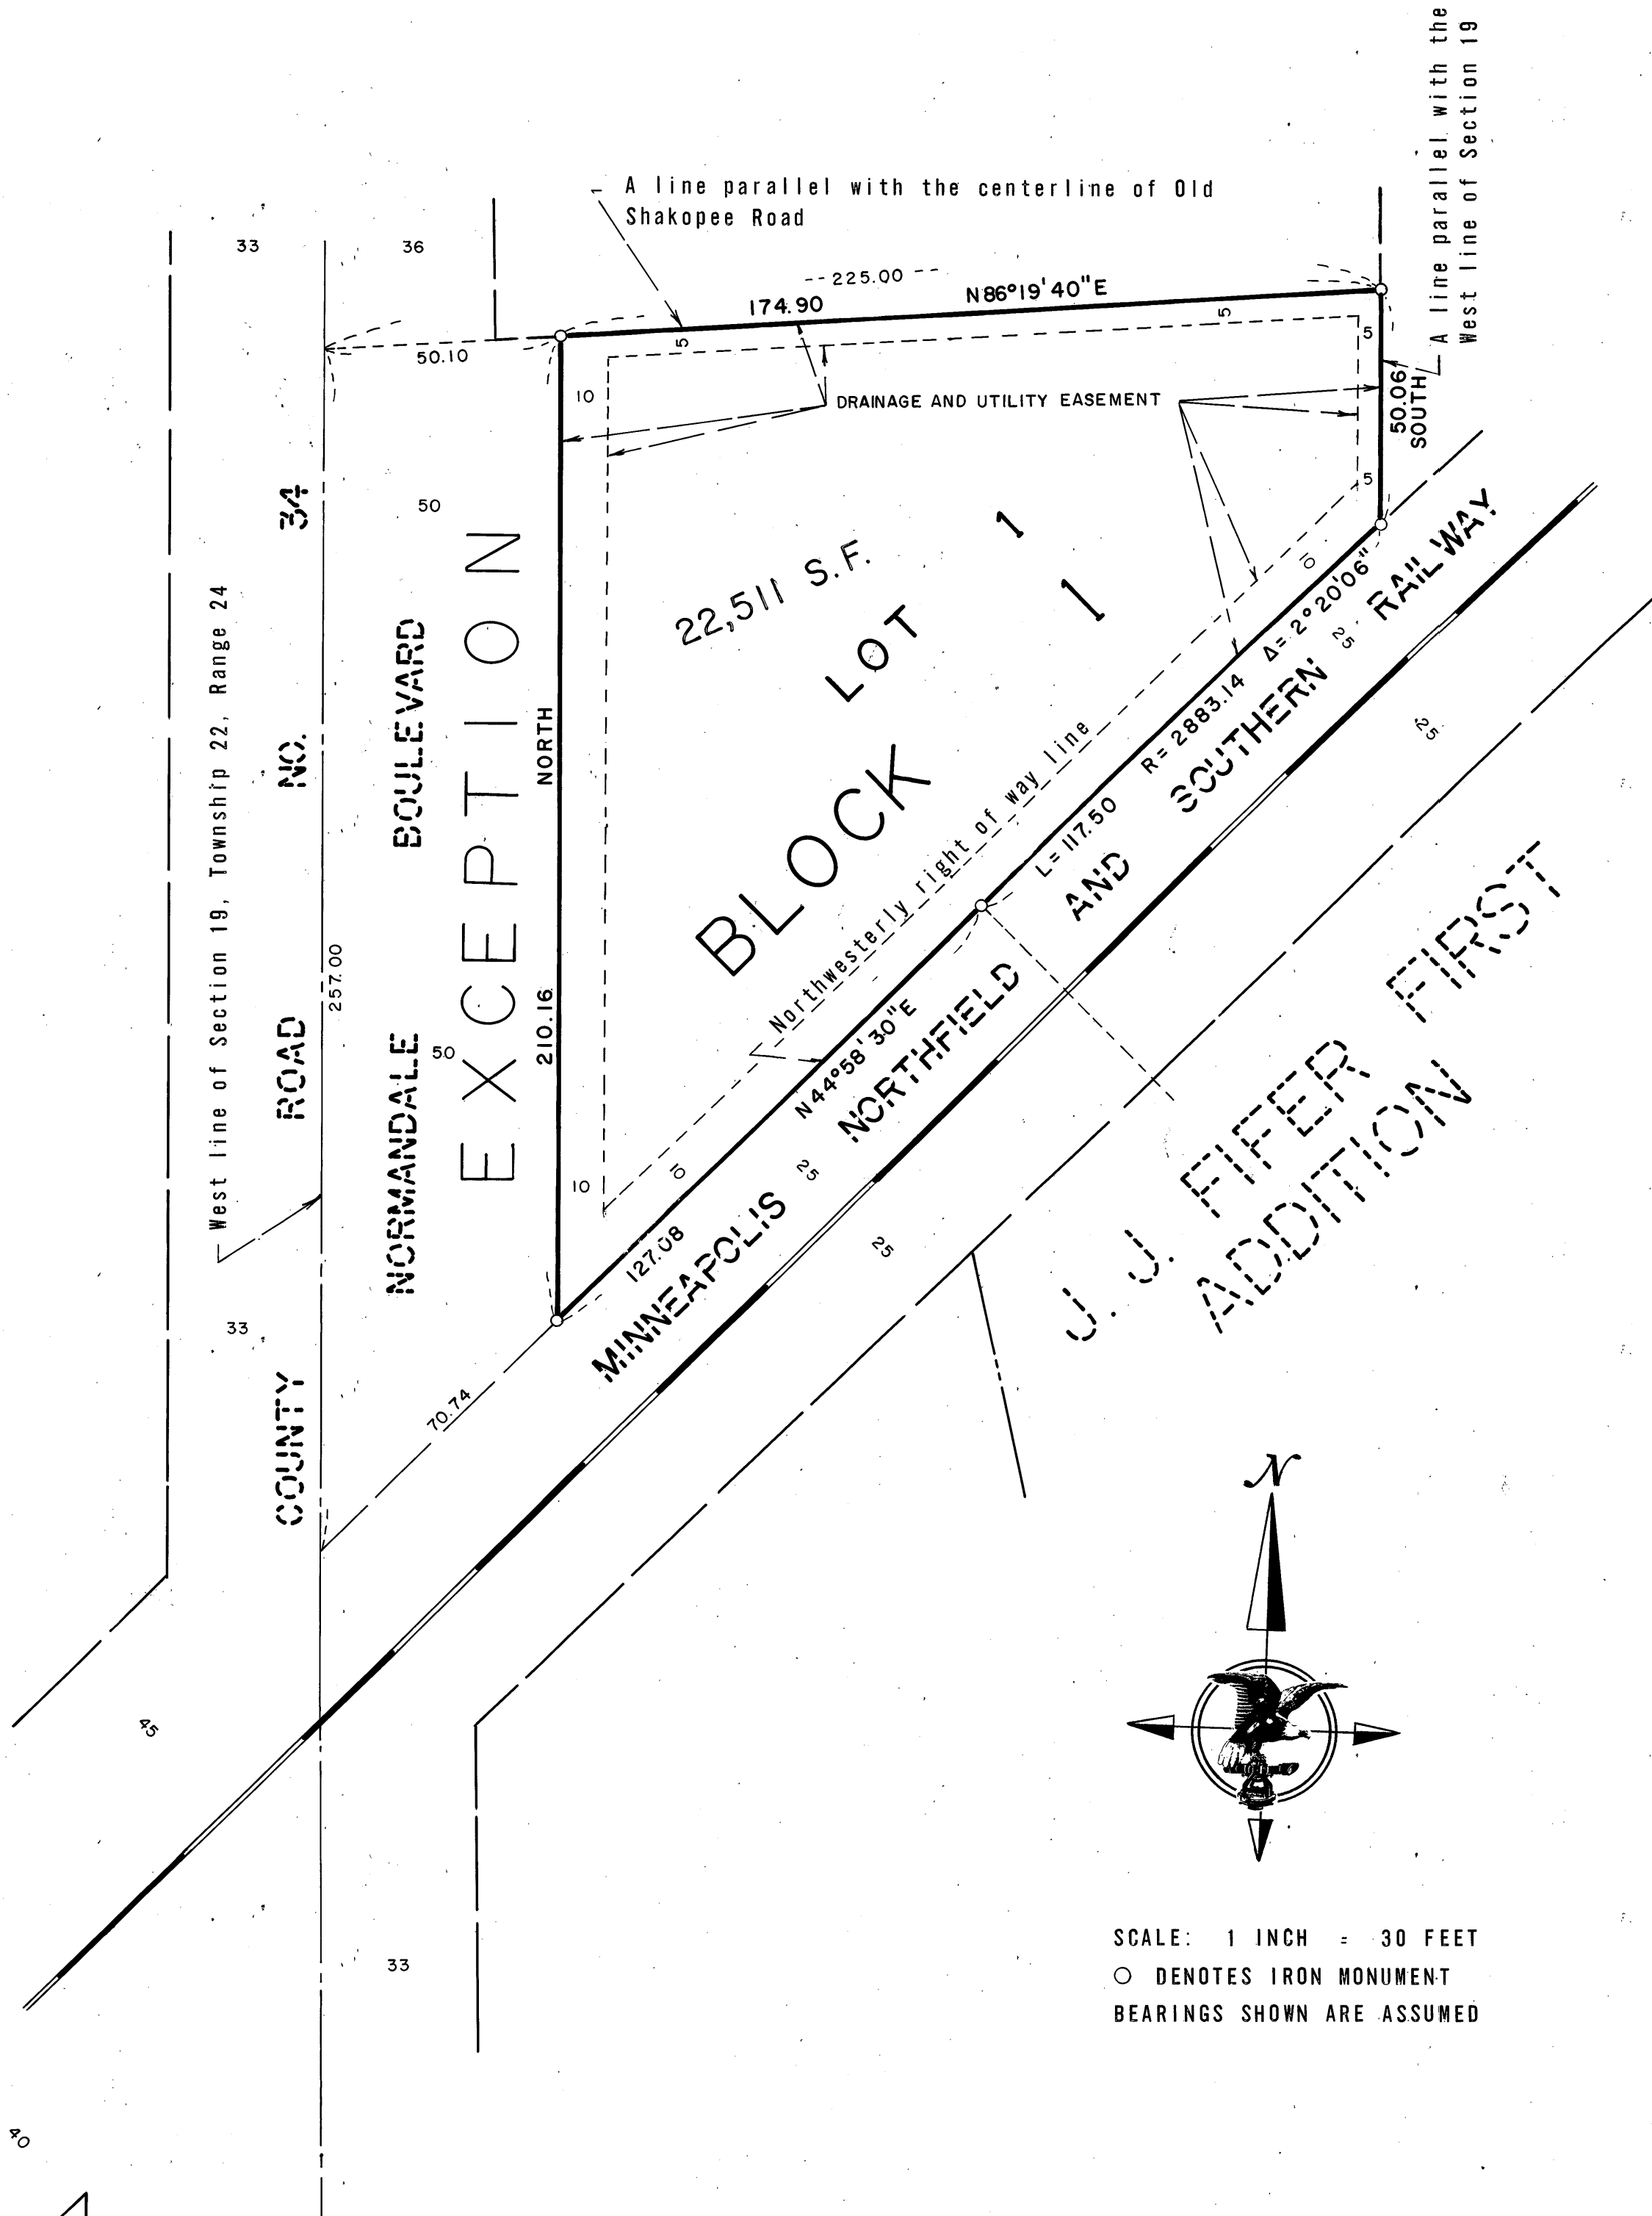 A line parallel with the
West line of Section 19
A line parallel with the centerline of Old
Shakopee Road
33
36
--225.00--
174.90
N86°19'40"E
50.10
5
5
5
10
DRAINAGE AND UTILITY EASEMENT
50.06
SOUTH
5
50
22,511 S.F.
1
1
LOT
BLOCK
10
Δ=2°20'06"
R=2883.14
L=117.50
25
25
COUNTY ROAD NO. 34
NORMANDALE BOULEVARD
EXCEPTION
NORTH
210.16
257.00
West line of Section 19, Township 22, Range 24
Northwesterly right of way line
N44°58'30"E
50
10
10
127.08
MINNEAPOLIS NORTHFIELD AND SOUTHERN RAILWAY
25
25
J. J. FIFER FIRST
ADDITION
33
70.74
N
45
33
40
SCALE: 1 INCH = 30 FEET
O DENOTES IRON MONUMENT
BEARINGS SHOWN ARE ASSUMED